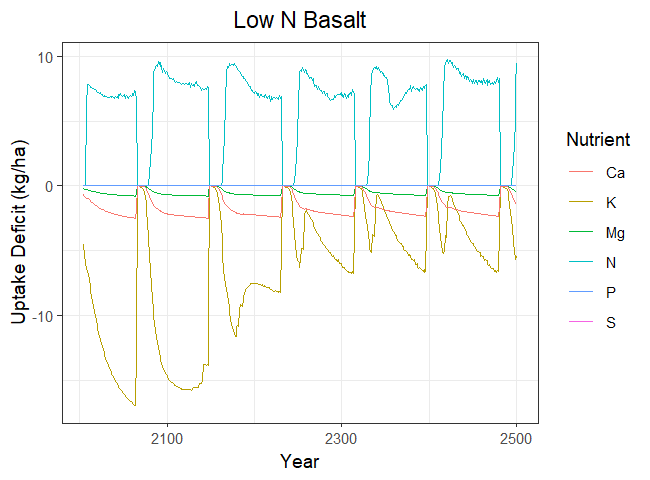 Low N Basalt
10
0
-10
Uptake Deficit (kg/ha)
2100
2300
2500
Year
Nutrient
Ca
K
Mg
N
P
S